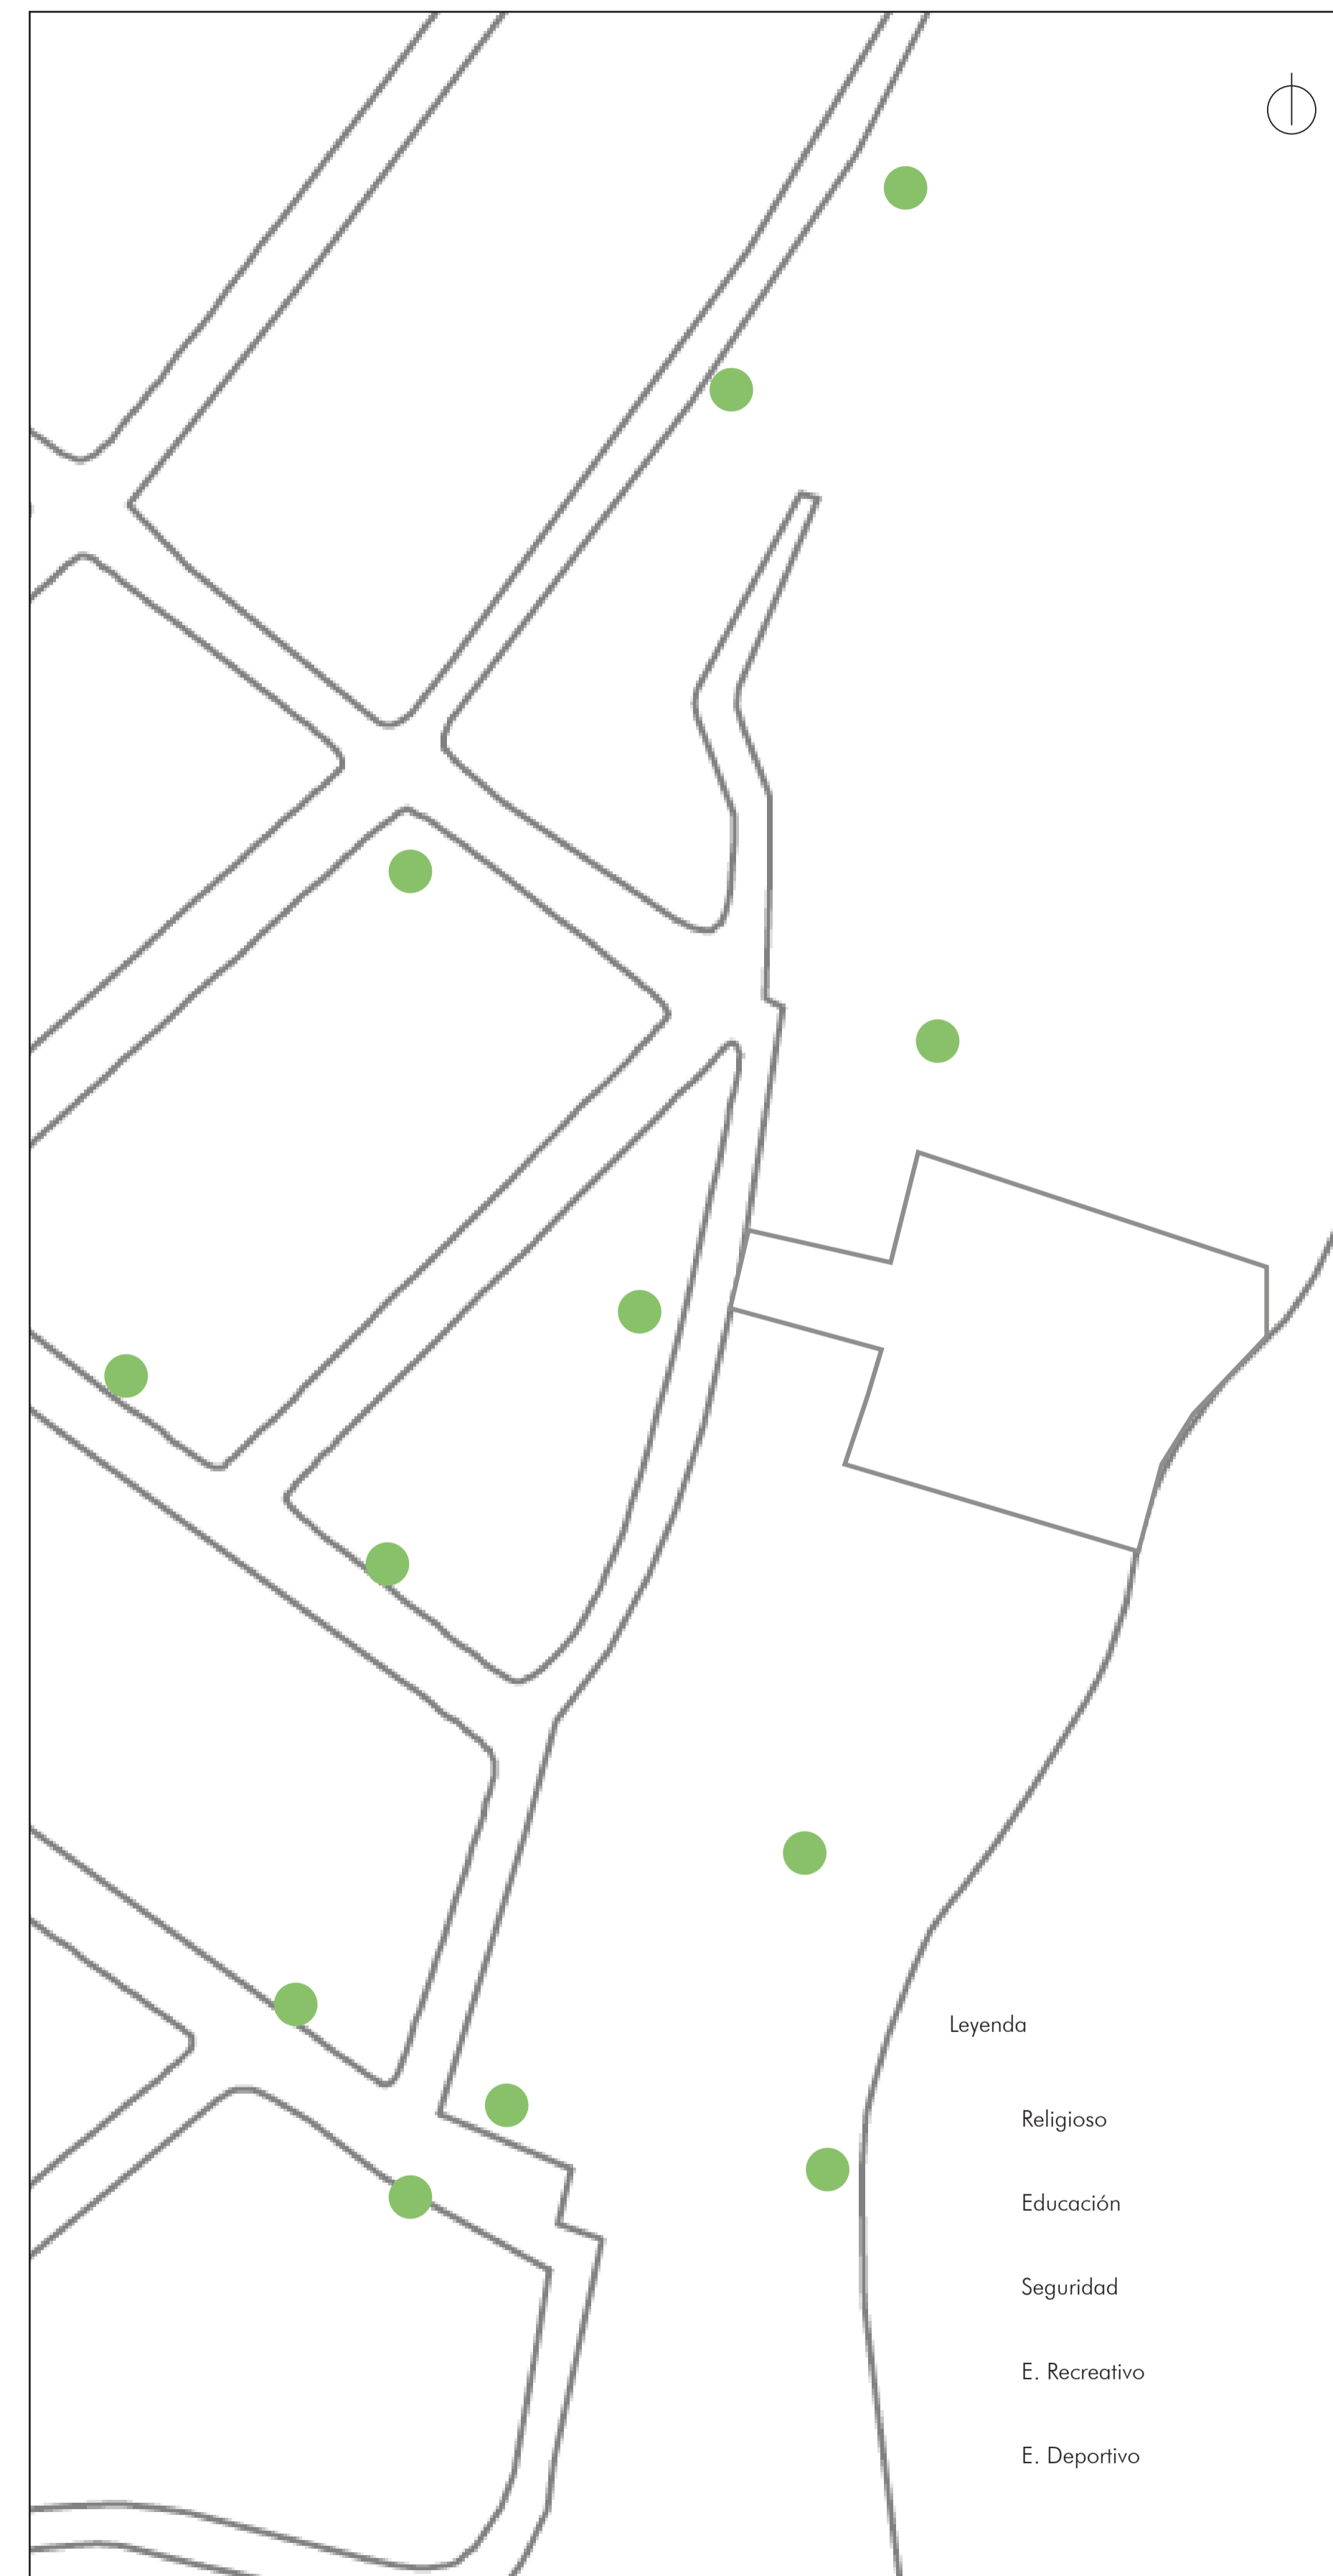 Leyenda
Religioso
Educación
Seguridad
E. Recreativo
E. Deportivo